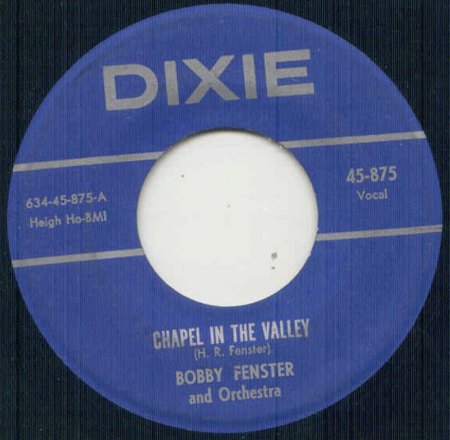 DIXIE
634-45-875-A
Heigh Ho-BMI
45-875
Vocal
CHAPEL IN THE VALLEY
(H. R. Fenster)
BOBBY FENSTER
and Orchestra